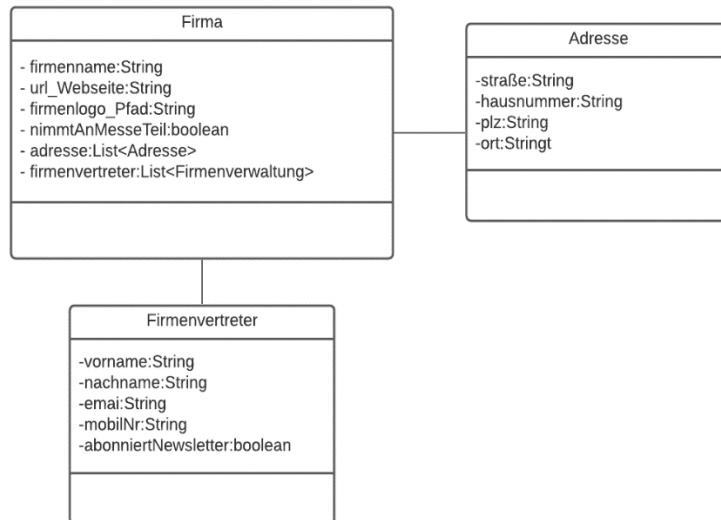 Firma
- firmenname:String
- url_Webseite:String
- firmenlogo_Pfad:String
- nimmtAnMesseTeil:boolean
- adresse:List<Adresse>
- firmenvertreter:List<Firmenverwaltung>
Adresse
-straße:String
-hausnummer:String
-plz:String
-ort:Stringt
Firmenvertreter
-vorname:String
-nachname:String
-emai:String
-mobilNr:String
-abonniertNewsletter:boolean